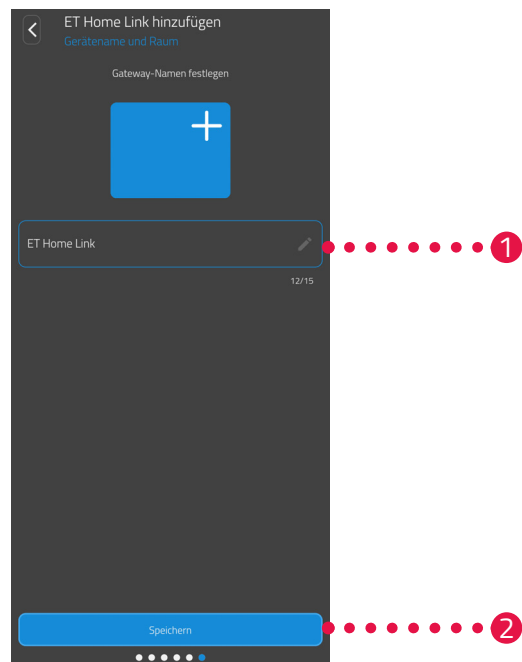 ET Home Link hinzufügen
Gerätename und Raum
Gateway-Namen festlegen
ET Home Link
1
12/15
Speichern
2